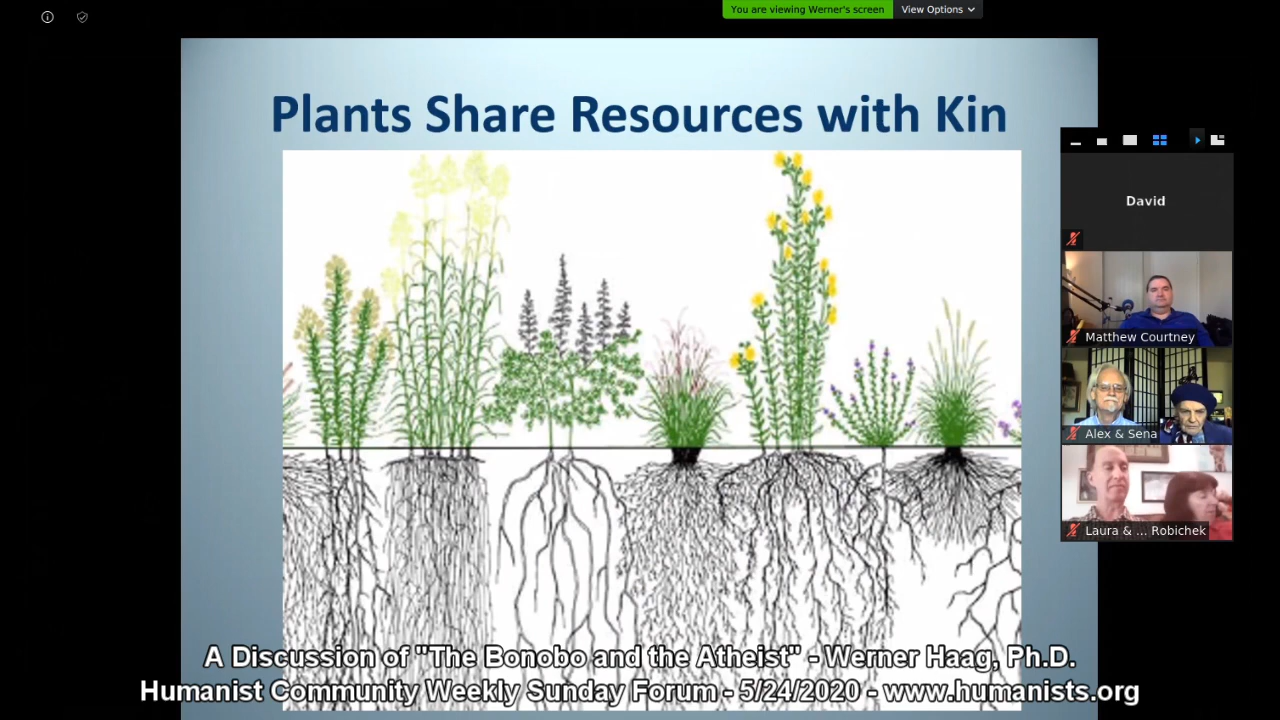 You are viewing Werner's screen
View Options
Plants Share Resources with Kin
David
Matthew Courtney
Alex & Sena
Laura & ... Robichek
A Discussion of "The Bonobo and the Atheist" - Werner Haag, Ph.D.
Humanist Community Weekly Sunday Forum - 5/24/2020 - www.humanists.org